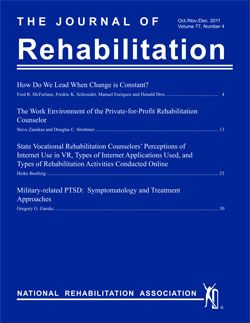 THE JOURNAL OF
Oct./Nov./Dec. 2011
Volume 77, Number 4
Rehabilitation
How Do We Lead When Change is Constant?
Fred R. McFarlane, Fredric K. Schroeder, Manuel Enriquez and Donald Dew 4
The Work Environment of the Private-for-Profit Rehabilitation
Counselor
Steve Zanskas and Douglas C. Strohmer 13
State Vocational Rehabilitation Counselors' Perceptions of
Internet Use in VR, Types of Internet Applications Used, and
Types of Rehabilitation Activities Conducted Online
Heike Boeltzig 23
Military-related PTSD: Symptomatology and Treatment
Approaches
Gregory G. Garske 30
NATIONAL REHABILITATION ASSOCIATION